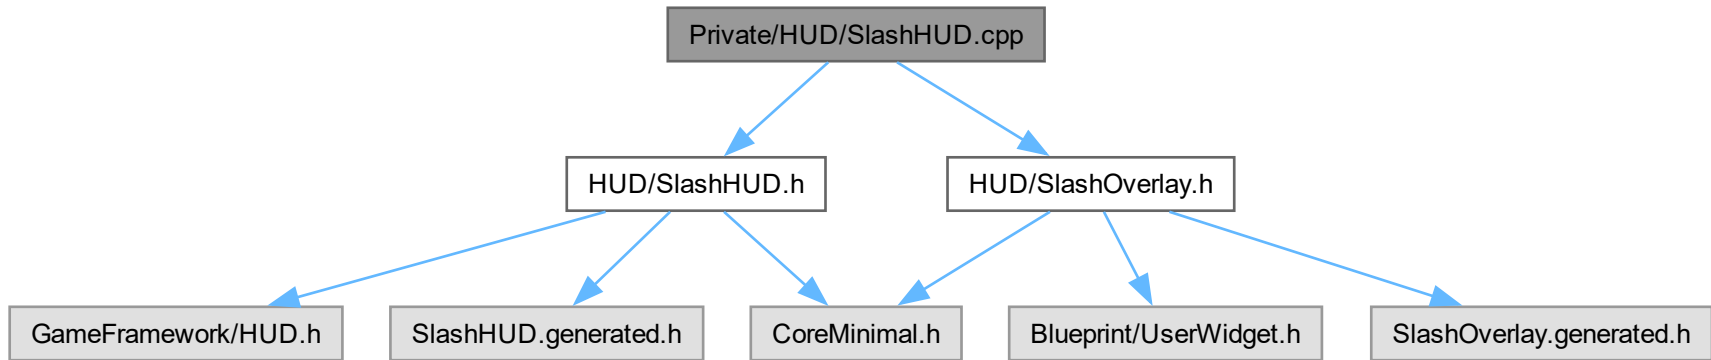 Private/HUD/SlashHUD.cpp
HUD/SlashHUD.h
HUD/SlashOverlay.h
GameFramework/HUD.h
SlashHUD.generated.h
CoreMinimal.h
Blueprint/UserWidget.h
SlashOverlay.generated.h